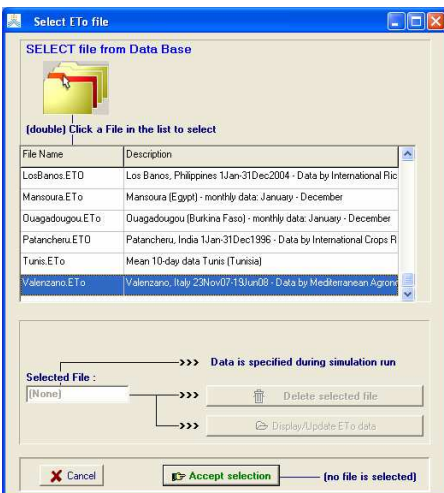 Select ETo file
SELECT file from Data Base
(double) Click a File in the list to select
File Name Description
LosBanos.ETO Los Banos, Philippines 1Jan-31Dec2004 - Data by International Ric
Mansoura.ETo Mansoura (Egypt) - monthly data: January - December
Ouagadougou.ETo Ouagadougou (Burkina Faso) - monthly data: January - December
Patancheru.ETO Patancheru, India 1Jan-31Dec1996 - Data by International Crops R
Tunis.ETo Mean 10-day data Tunis (Tunisia)
Valenzano.ETo Valenzano, Italy 23Nov07-19Jun08 - Data by Mediterranean Agrono
>>> Data is specified during simulation run
Selected File :
(None) >>> Delete selected file
>>> Display/Update ETo data
Cancel Accept selection (no file is selected)